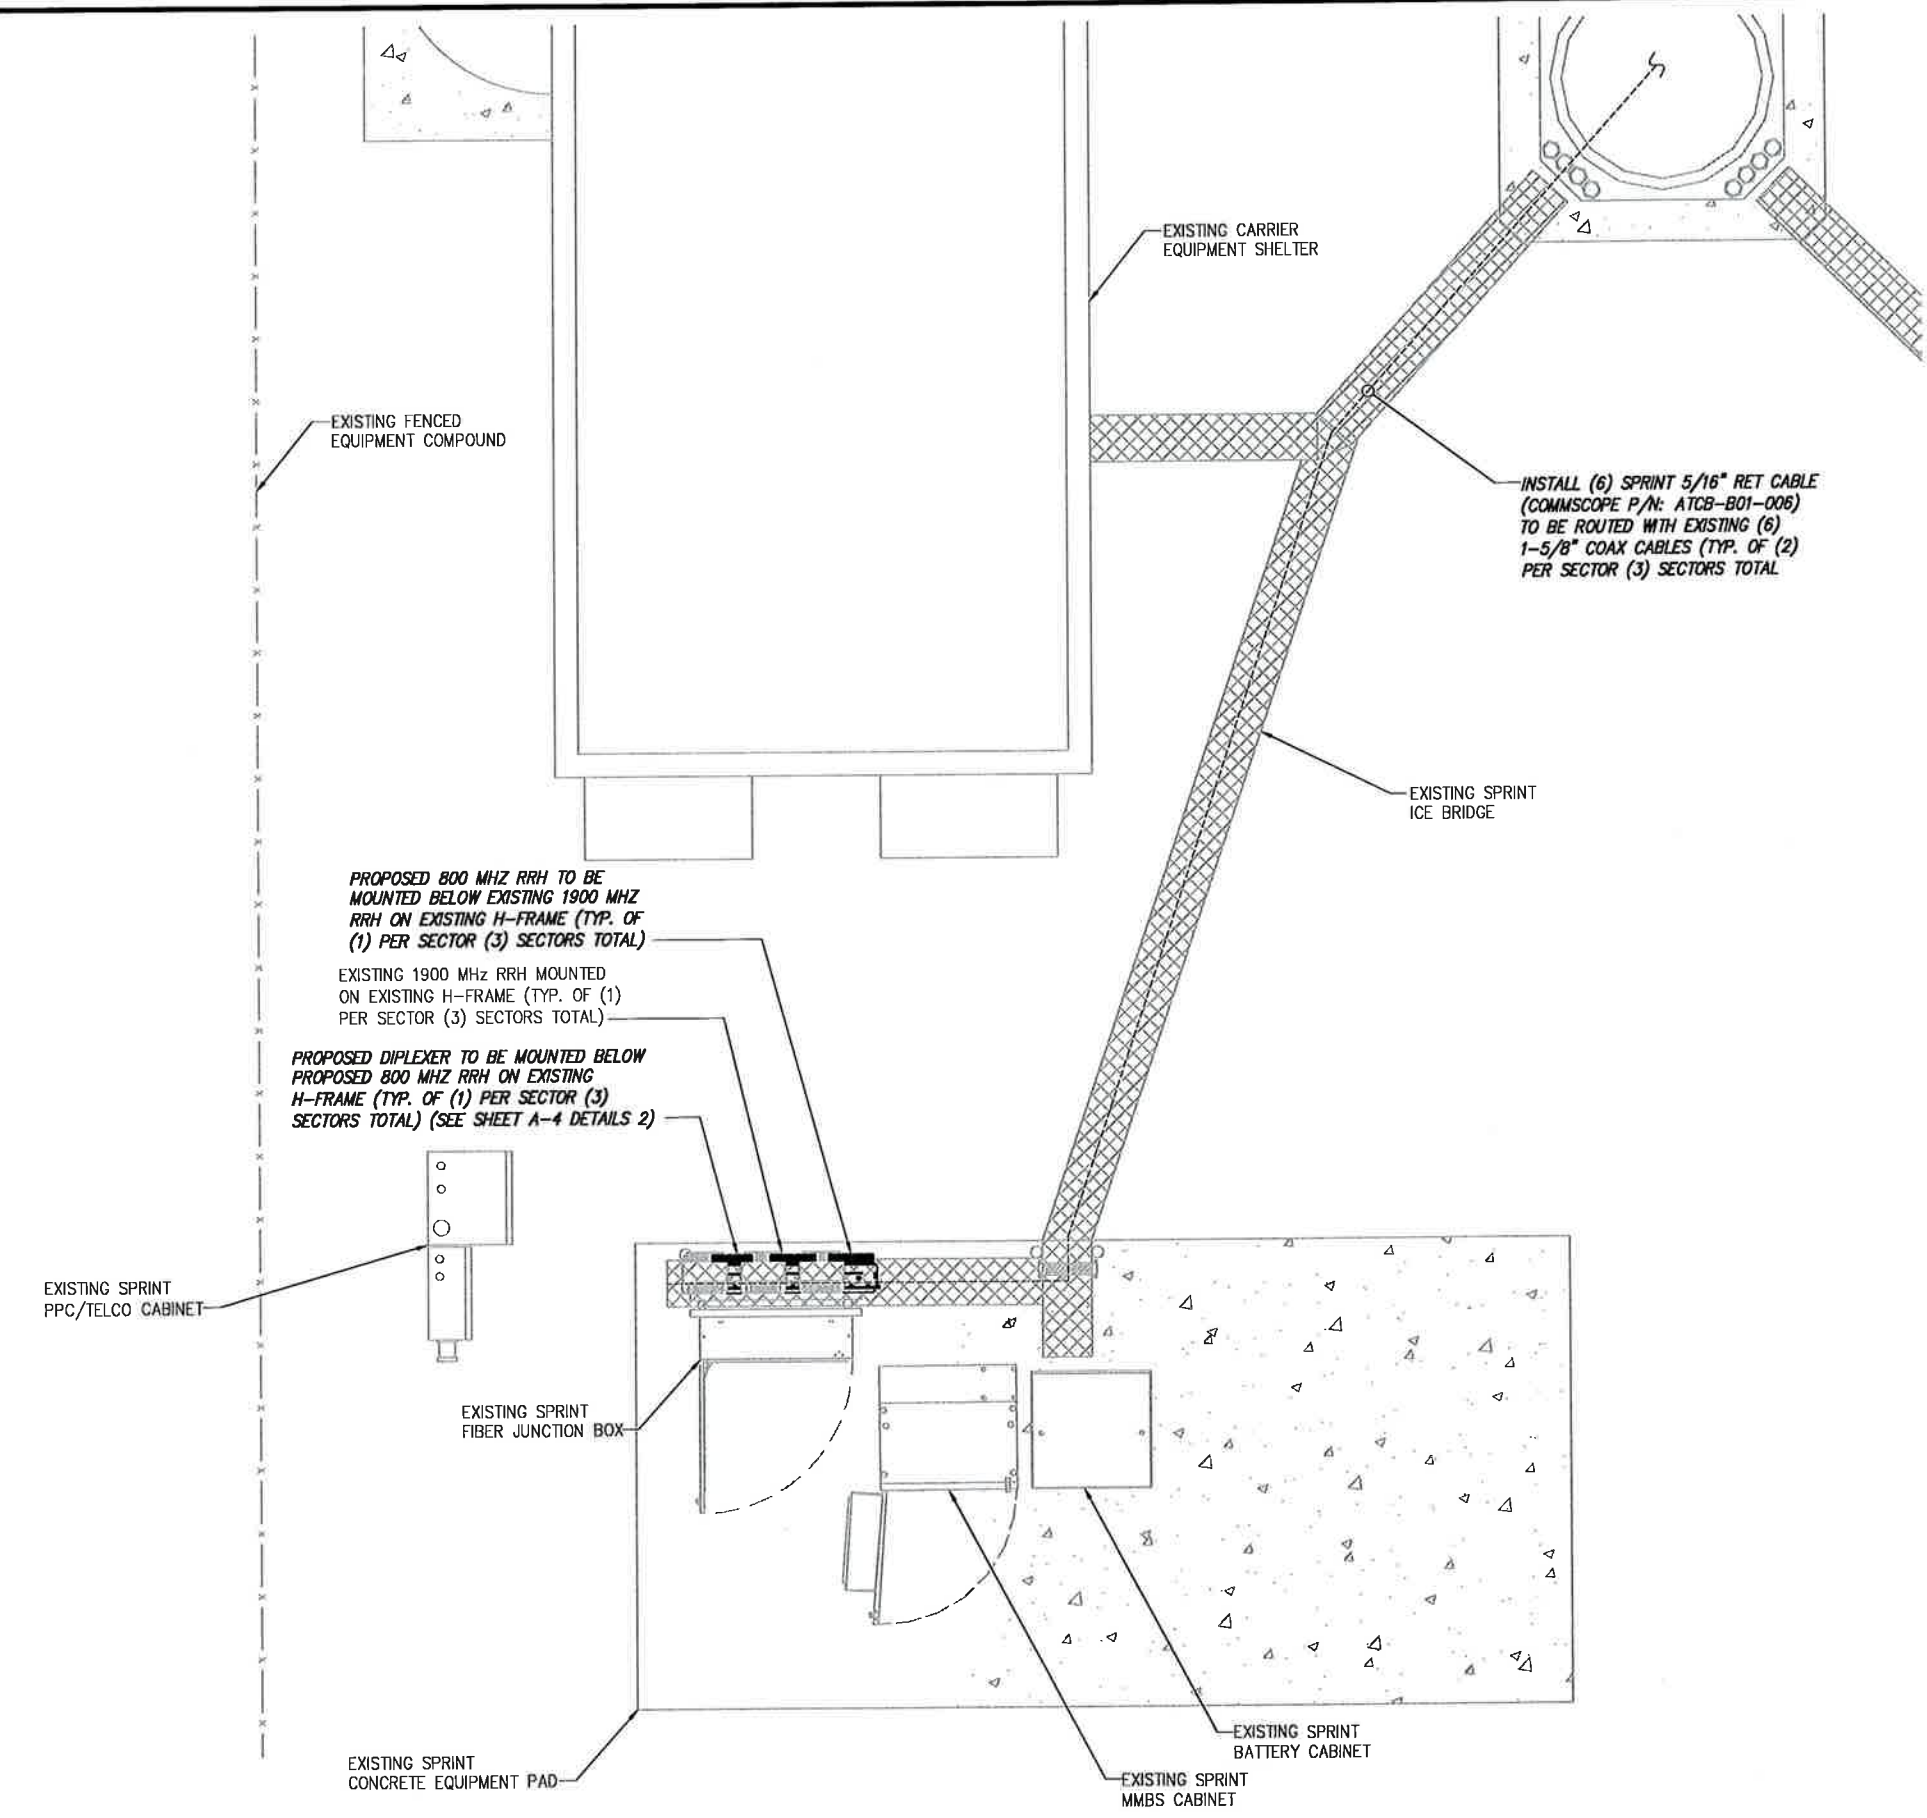 EXISTING CARRIER
EQUIPMENT SHELTER
EXISTING FENCED
EQUIPMENT COMPOUND
INSTALL (6) SPRINT 5/16" RET CABLE
(COMMSCOPE P/N: ATCB-B01-006)
TO BE ROUTED WITH EXISTING (6)
1-5/8" COAX CABLES (TYP. OF (2)
PER SECTOR (3) SECTORS TOTAL
EXISTING SPRINT
ICE BRIDGE
PROPOSED 800 MHZ RRH TO BE
MOUNTED BELOW EXISTING 1900 MHZ
RRH ON EXISTING H-FRAME (TYP. OF
(1) PER SECTOR (3) SECTORS TOTAL)
EXISTING 1900 MHz RRH MOUNTED
ON EXISTING H-FRAME (TYP. OF (1)
PER SECTOR (3) SECTORS TOTAL)
PROPOSED DIPLEXER TO BE MOUNTED BELOW
PROPOSED 800 MHZ RRH ON EXISTING
H-FRAME (TYP. OF (1) PER SECTOR (3)
SECTORS TOTAL) (SEE SHEET A-4 DETAILS 2)
EXISTING SPRINT
PPC/TELCO CABINET
EXISTING SPRINT
FIBER JUNCTION BOX
EXISTING SPRINT
CONCRETE EQUIPMENT PAD
EXISTING SPRINT
BATTERY CABINET
EXISTING SPRINT
MMBS CABINET